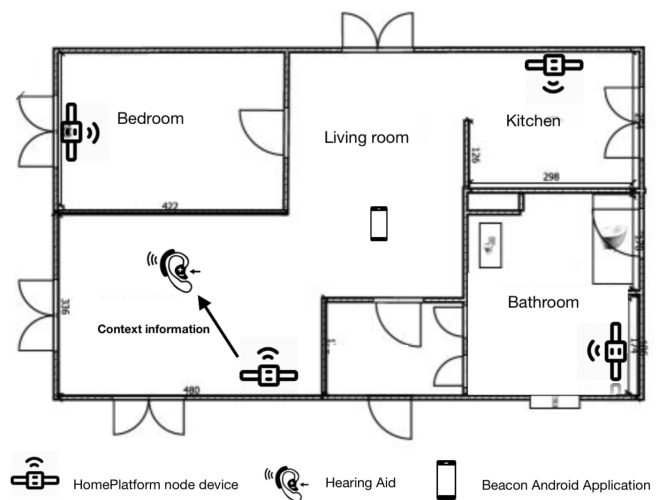 Bedroom
Living room
Kitchen
126
298
422
Bathroom
336
Context information
480
HomePlatform node device
Hearing Aid
Beacon Android Application